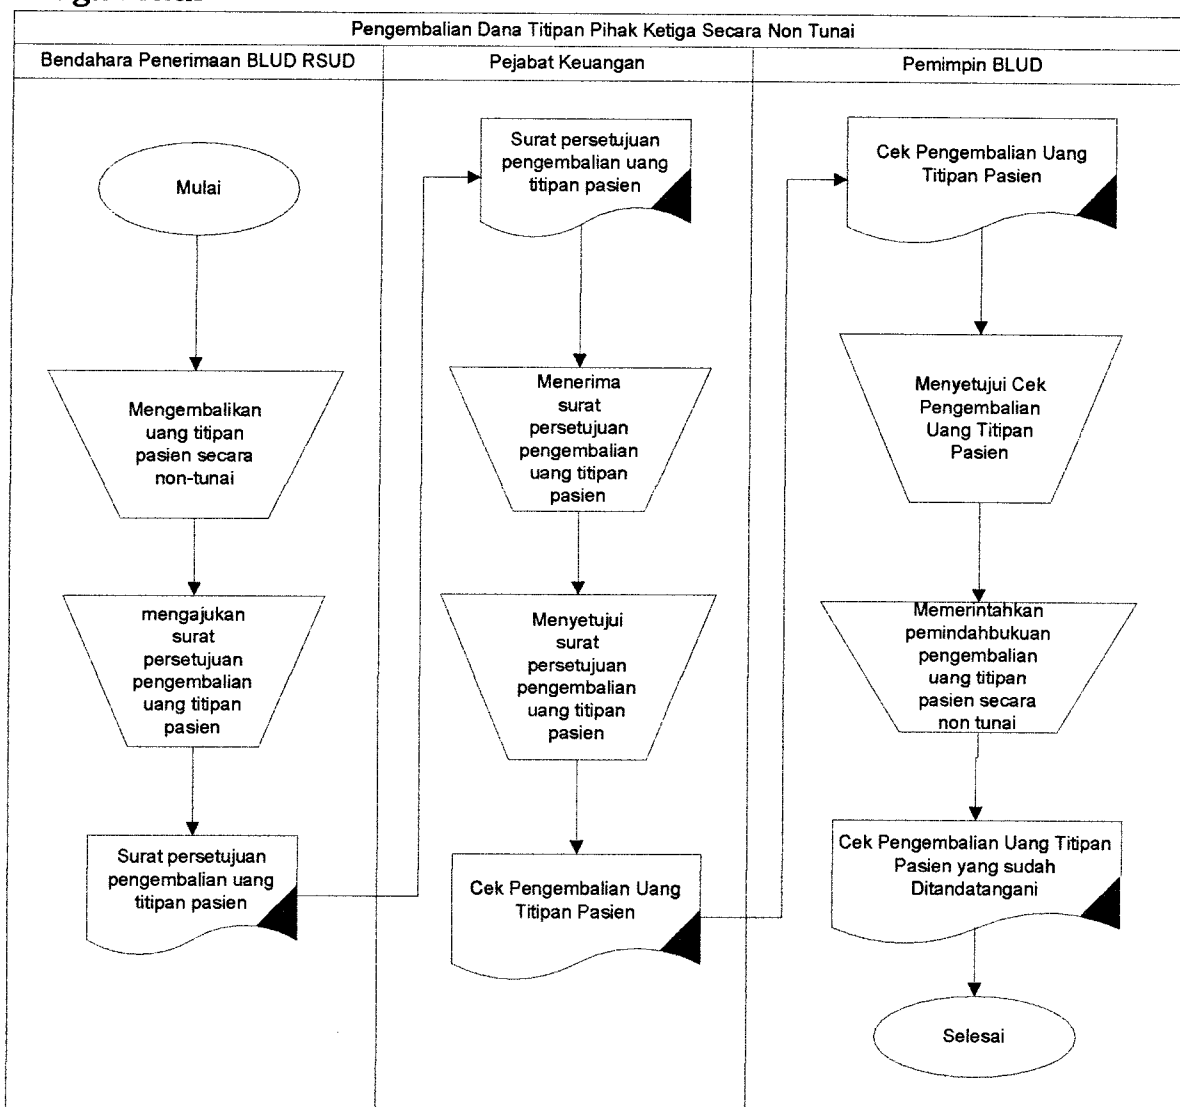 Pengembalian Dana Titipan Pihak Ketiga Secara Non Tunai
Bendahara Penerimaan BLUD RSUD
Pejabat Keuangan
Pemimpin BLUD
Mulai
Mengembalikan
uang titipan
pasien secara
non-tunai
mengajukan
surat
persetujuan
pengembalian
uang titipan
pasien
Surat persetujuan
pengembalian uang
titipan pasien
Surat persetujuan
pengembalian uang
titipan pasien
Menerima
surat
persetujuan
pengembalian
uang titipan
pasien
Menyetujui
surat
persetujuan
pengembalian
uang titipan
pasien
Cek Pengembalian Uang
Titipan Pasien
Cek Pengembalian Uang
Titipan Pasien
Menyetujui Cek
Pengembalian
Uang Titipan
Pasien
Memerintahkan
pemindahbukuan
pengembalian
uang titipan
pasien secara
non tunai
Cek Pengembalian Uang Titipan
Pasien yang sudah
Ditandatangani
Selesai